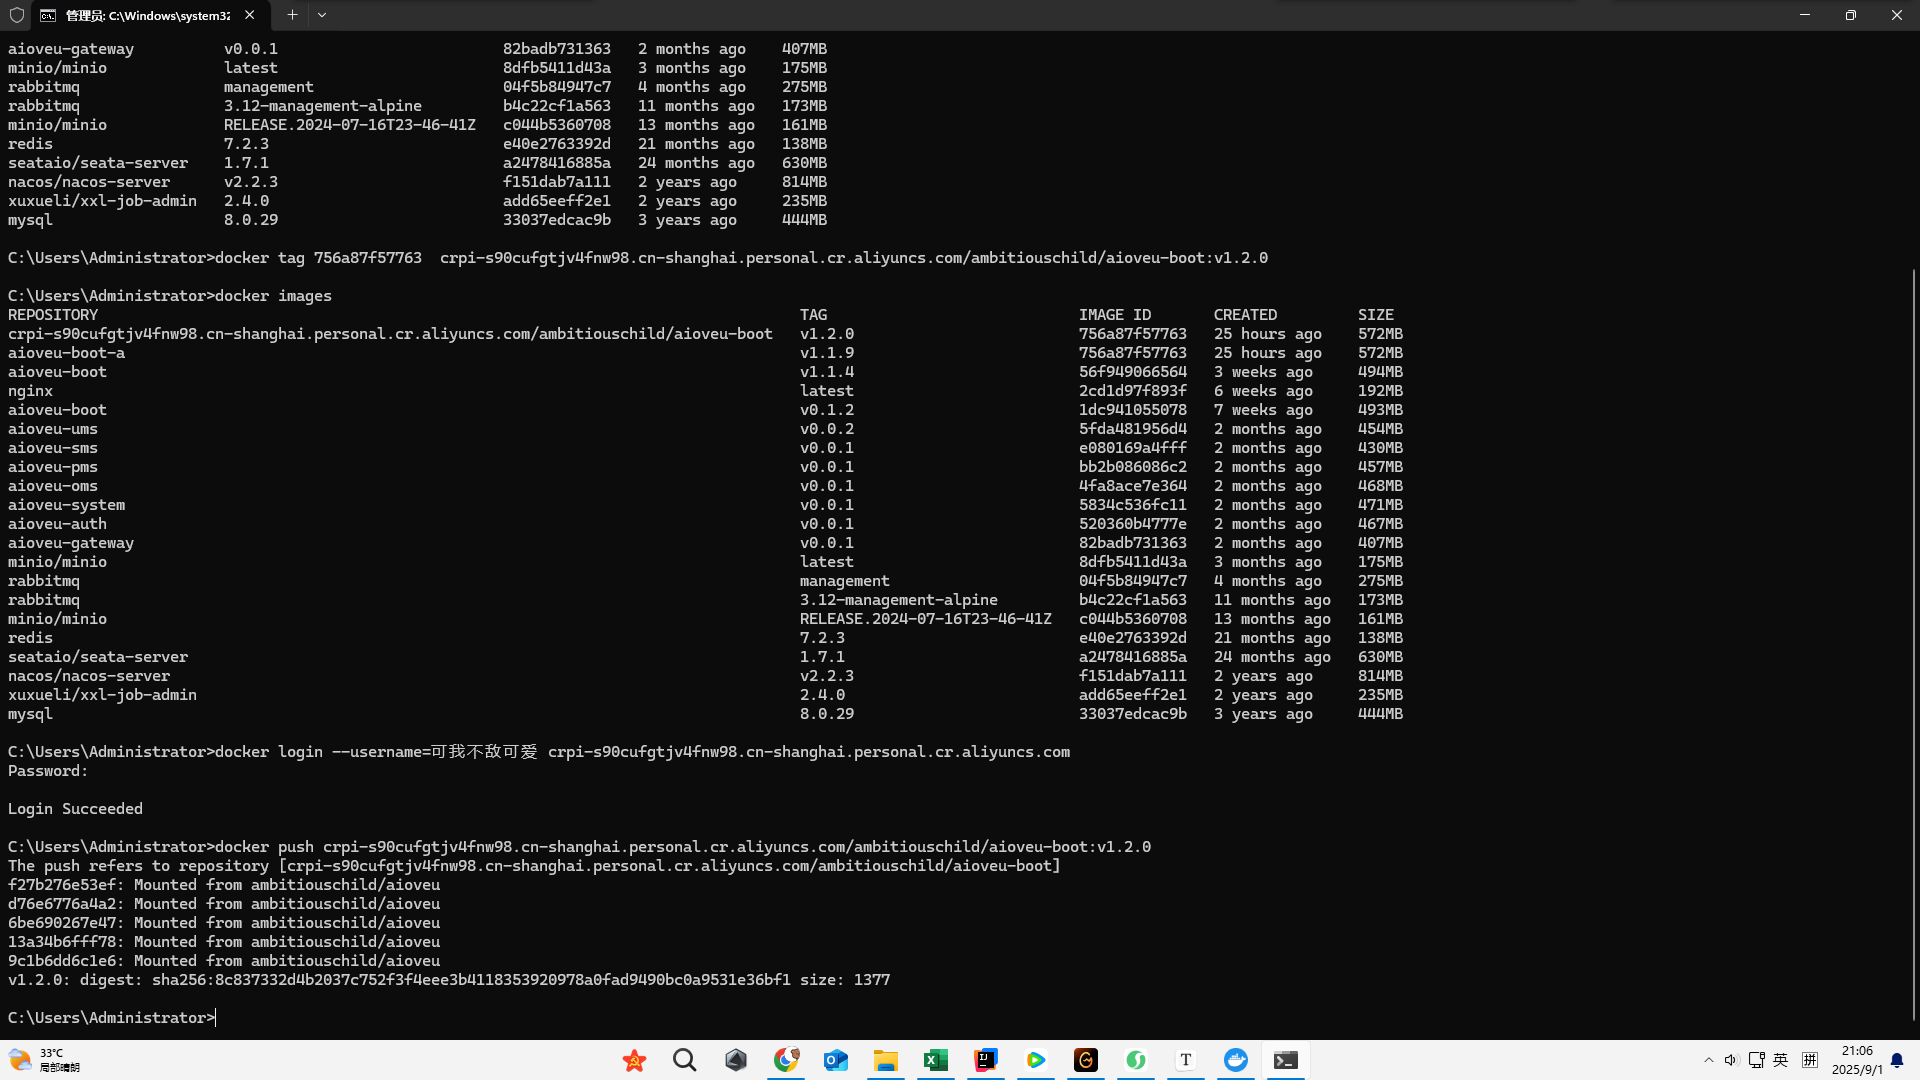 管理员: C:\Windows\system32
aioveu-gateway v0.0.1 82badb731363 2 months ago 407MB
minio/minio latest 8dfb5411d43a 3 months ago 175MB
rabbitmq management 04f5b84947c7 4 months ago 275MB
rabbitmq 3.12-management-alpine b4c22cf1a563 11 months ago 173MB
minio/minio RELEASE.2024-07-16T23-46-41Z c044b5360708 13 months ago 161MB
redis 7.2.3 e40e2763392d 21 months ago 138MB
seataio/seata-server 1.7.1 a2478416885a 24 months ago 630MB
nacos/nacos-server v2.2.3 f151dab7a111 2 years ago 814MB
xuxueli/xxl-job-admin 2.4.0 add65eeff2e1 2 years ago 235MB
mysql 8.0.29 33037edcac9b 3 years ago 444MB
C:\Users\Administrator>docker tag 756a87f57763  crpi-s90cufgtjv4fnw98.cn-shanghai.personal.cr.aliyuncs.com/ambitiouschild/aioveu-boot:v1.2.0
C:\Users\Administrator>docker images
REPOSITORY TAG IMAGE ID CREATED SIZE
crpi-s90cufgtjv4fnw98.cn-shanghai.personal.cr.aliyuncs.com/ambitiouschild/aioveu-boot v1.2.0 756a87f57763 25 hours ago 572MB
aioveu-boot-a v1.1.9 756a87f57763 25 hours ago 572MB
aioveu-boot v1.1.4 56f949066564 3 weeks ago 494MB
nginx latest 2cd1d97f893f 6 weeks ago 192MB
aioveu-boot v0.1.2 1dc941055078 7 weeks ago 493MB
aioveu-ums v0.0.2 5fda481956d4 2 months ago 454MB
aioveu-sms v0.0.1 e080169a4fff 2 months ago 430MB
aioveu-pms v0.0.1 bb2b086086c2 2 months ago 457MB
aioveu-oms v0.0.1 4fa8ace7e364 2 months ago 468MB
aioveu-system v0.0.1 5834c536fc11 2 months ago 471MB
aioveu-auth v0.0.1 520360b4777e 2 months ago 467MB
aioveu-gateway v0.0.1 82badb731363 2 months ago 407MB
minio/minio latest 8dfb5411d43a 3 months ago 175MB
rabbitmq management 04f5b84947c7 4 months ago 275MB
rabbitmq 3.12-management-alpine b4c22cf1a563 11 months ago 173MB
minio/minio RELEASE.2024-07-16T23-46-41Z c044b5360708 13 months ago 161MB
redis 7.2.3 e40e2763392d 21 months ago 138MB
seataio/seata-server 1.7.1 a2478416885a 24 months ago 630MB
nacos/nacos-server v2.2.3 f151dab7a111 2 years ago 814MB
xuxueli/xxl-job-admin 2.4.0 add65eeff2e1 2 years ago 235MB
mysql 8.0.29 33037edcac9b 3 years ago 444MB
C:\Users\Administrator>docker login --username=可我不敌可爱 crpi-s90cufgtjv4fnw98.cn-shanghai.personal.cr.aliyuncs.com
Password:
Login Succeeded
C:\Users\Administrator>docker push crpi-s90cufgtjv4fnw98.cn-shanghai.personal.cr.aliyuncs.com/ambitiouschild/aioveu-boot:v1.2.0
The push refers to repository [crpi-s90cufgtjv4fnw98.cn-shanghai.personal.cr.aliyuncs.com/ambitiouschild/aioveu-boot]
f27b276e53ef: Mounted from ambitiouschild/aioveu
d76e6776a4a2: Mounted from ambitiouschild/aioveu
6be690267e47: Mounted from ambitiouschild/aioveu
13a34b6fff78: Mounted from ambitiouschild/aioveu
9c1b6dd6c1e6: Mounted from ambitiouschild/aioveu
v1.2.0: digest: sha256:8c837332d4b2037c752f3f4eee3b4118353920978a0fad9490bc0a9531e36bf1 size: 1377
C:\Users\Administrator>
33°C
局部晴朗
英
拼
21:06
2025/9/1